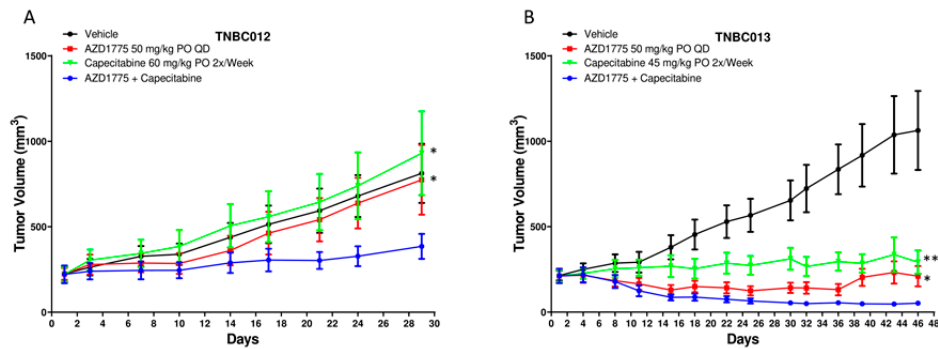 A
TNBC012
Vehicle
AZD1775 50 mg/kg PO QD
Capecitabine 60 mg/kg PO 2x/Week
AZD1775 + Capecitabine
Tumor Volume (mm³)
1500
1000
500
0
*
*
0 2 4 6 8 10 12 14 16 18 20 22 24 26 28 30
Days
B
TNBC013
Vehicle
AZD1775 50 mg/kg PO QD
Capecitabine 45 mg/kg PO 2x/Week
AZD1775 + Capecitabine
Tumor Volume (mm³)
1500
1000
500
0
**
*
0 2 4 6 8 10 12 14 16 18 20 22 24 26 28 30 32 34 36 38 40 42 44 46 48
Days